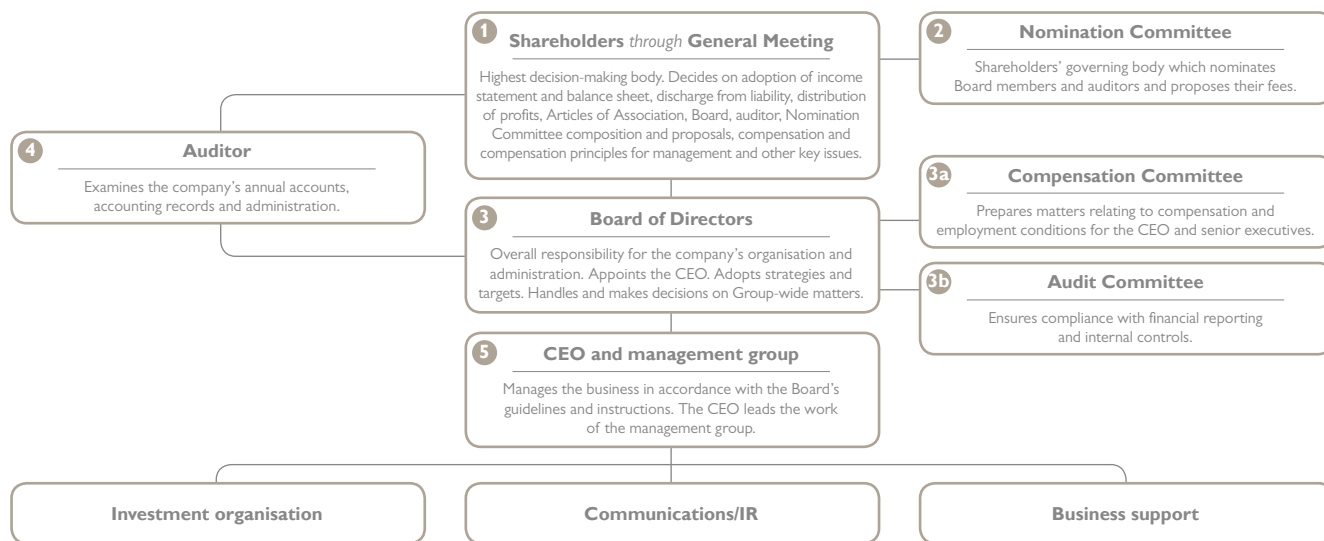 1
Shareholders through General Meeting
Highest decision-making body. Decides on adoption of income
statement and balance sheet, discharge from liability, distribution
of profits, Articles of Association, Board, auditor, Nomination
Committee composition and proposals, compensation and
compensation principles for management and other key issues.
2
Nomination Committee
Shareholders’ governing body which nominates
Board members and auditors and proposes their fees.
4
Auditor
Examines the company’s annual accounts,
accounting records and administration.
3
Board of Directors
Overall responsibility for the company’s organisation and
administration. Appoints the CEO. Adopts strategies and
targets. Handles and makes decisions on Group-wide matters.
3a
Compensation Committee
Prepares matters relating to compensation and
employment conditions for the CEO and senior executives.
3b
Audit Committee
Ensures compliance with financial reporting
and internal controls.
5
CEO and management group
Manages the business in accordance with the Board’s
guidelines and instructions. The CEO leads the work
of the management group.
Investment organisation
Communications/IR
Business support